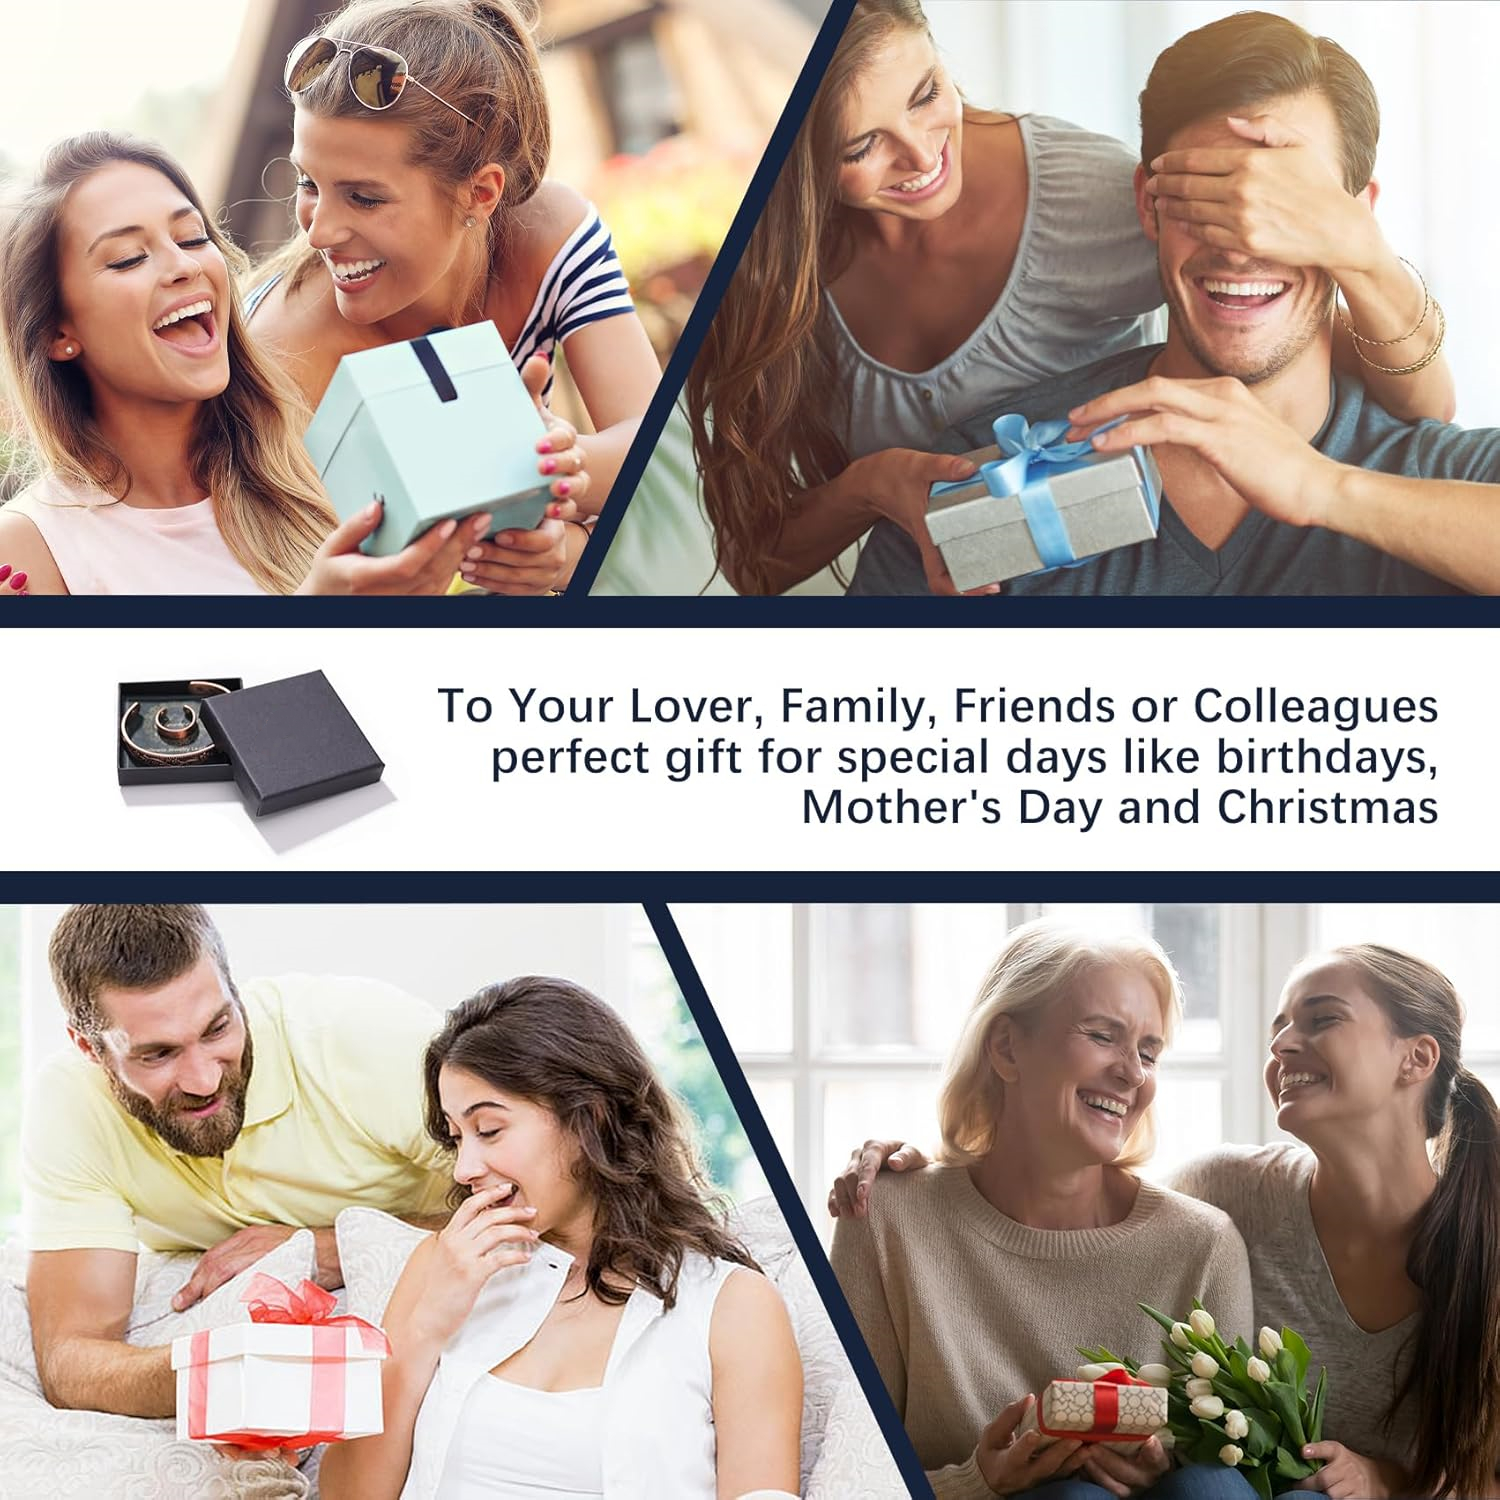 To Your Lover, Family, Friends or Colleagues
perfect gift for special days like birthdays,
Mother's Day and Christmas